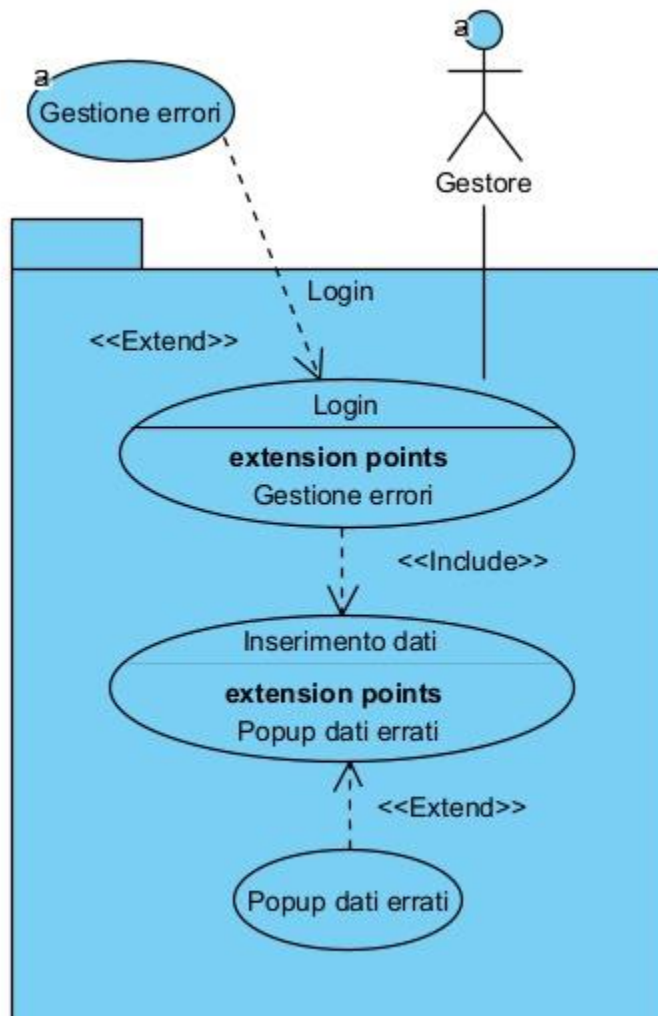 a
Gestione errori
a
Gestore
Login
<<Extend>>
Login
extension points
Gestione errori
<<Include>>
Inserimento dati
extension points
Popup dati errati
<<Extend>>
Popup dati errati